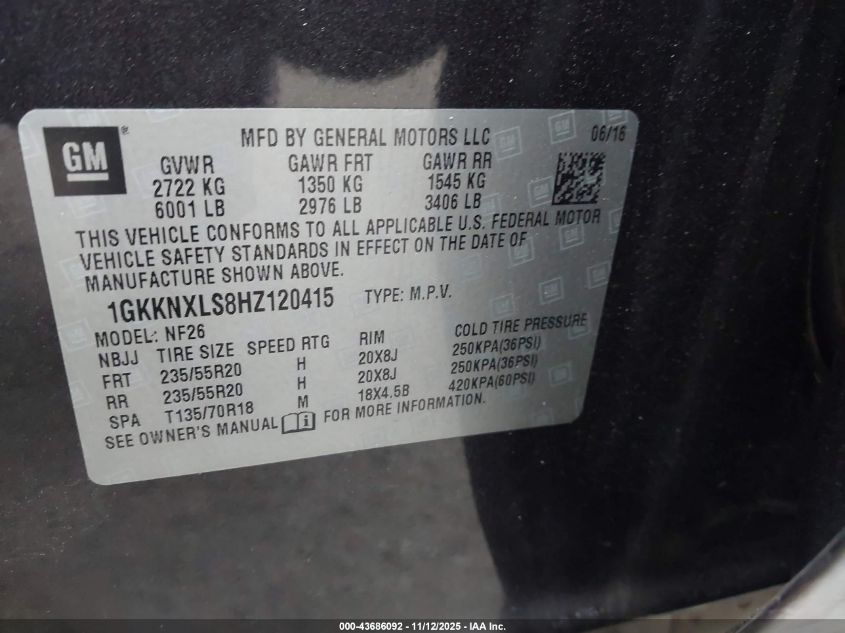 GM ®
MFD BY GENERAL MOTORS LLC 06/16
GVWR GAWR FRT GAWR RR
2722 KG 1350 KG 1545 KG
6001 LB 2976 LB 3406 LB
THIS VEHICLE CONFORMS TO ALL APPLICABLE U.S. FEDERAL MOTOR
VEHICLE SAFETY STANDARDS IN EFFECT ON THE DATE OF
MANUFACTURE SHOWN ABOVE.
1GKKNXLS8HZ120415 TYPE: M.P.V.
MODEL: NF26
NBJJ TIRE SIZE SPEED RTG RIM COLD TIRE PRESSURE
FRT 235/55R20 H 20X8J 250KPA(36PSI)
RR 235/55R20 H 20X8J 250KPA(36PSI)
SPA T135/70R18 M 18X4.5B 420KPA(60PSI)
SEE OWNER'S MANUAL FOR MORE INFORMATION.
000-43686092 - 11/12/2025 - IAA Inc.